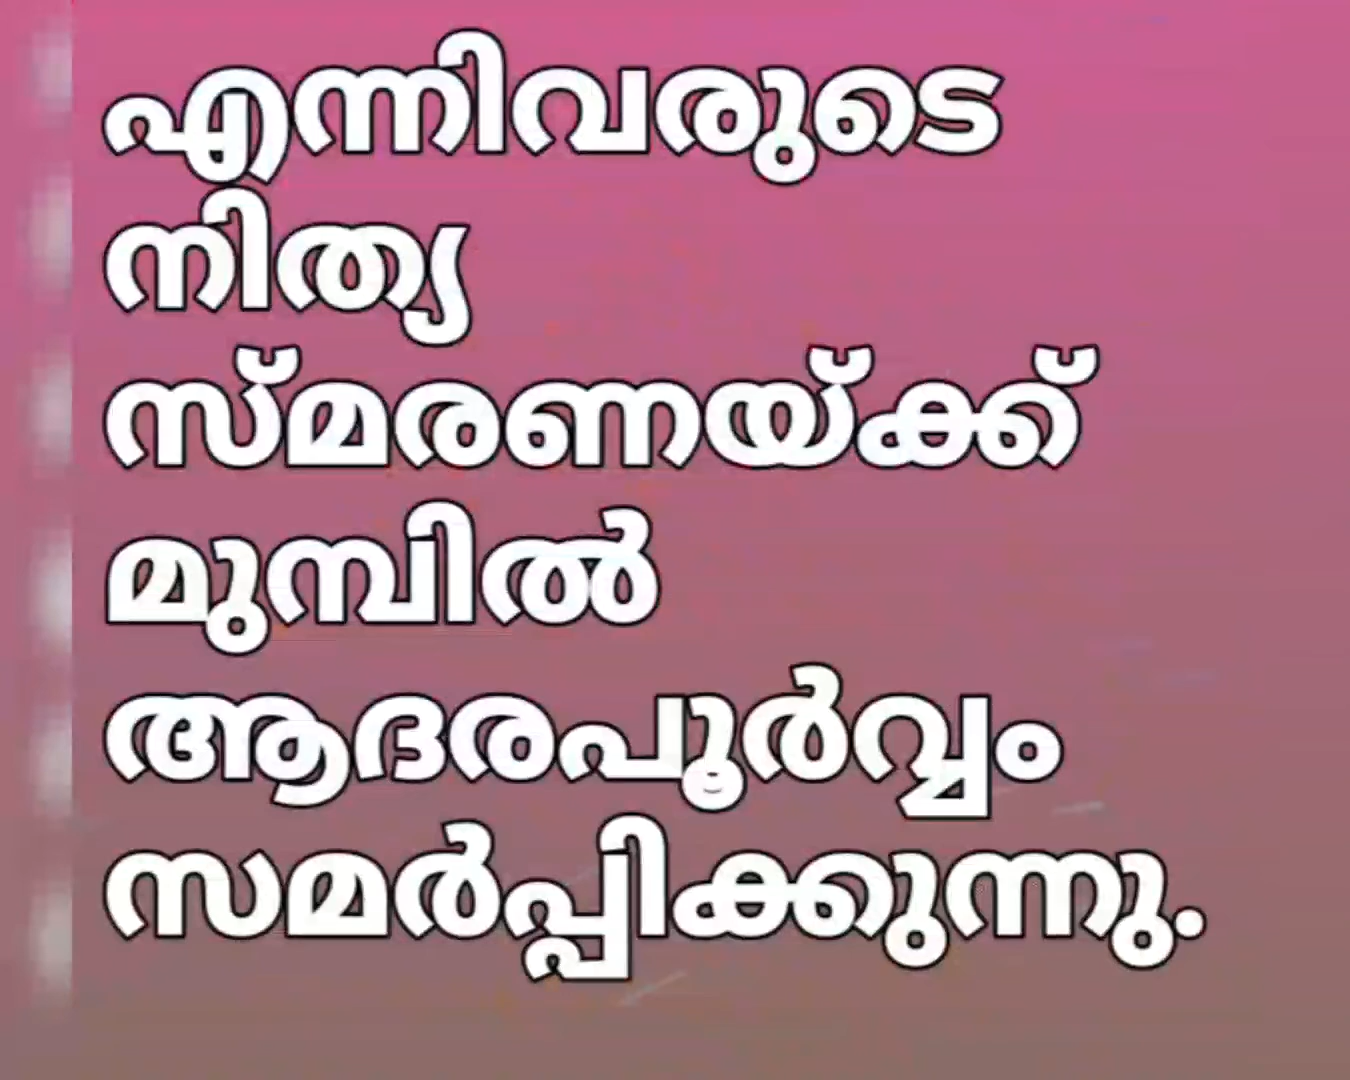 എന്നിവരുടെ
നിത്യ
സ്മരണയ്ക്ക്
മുമ്പിൽ
ആദരപൂർവ്വം
സമർപ്പിക്കുന്നു.